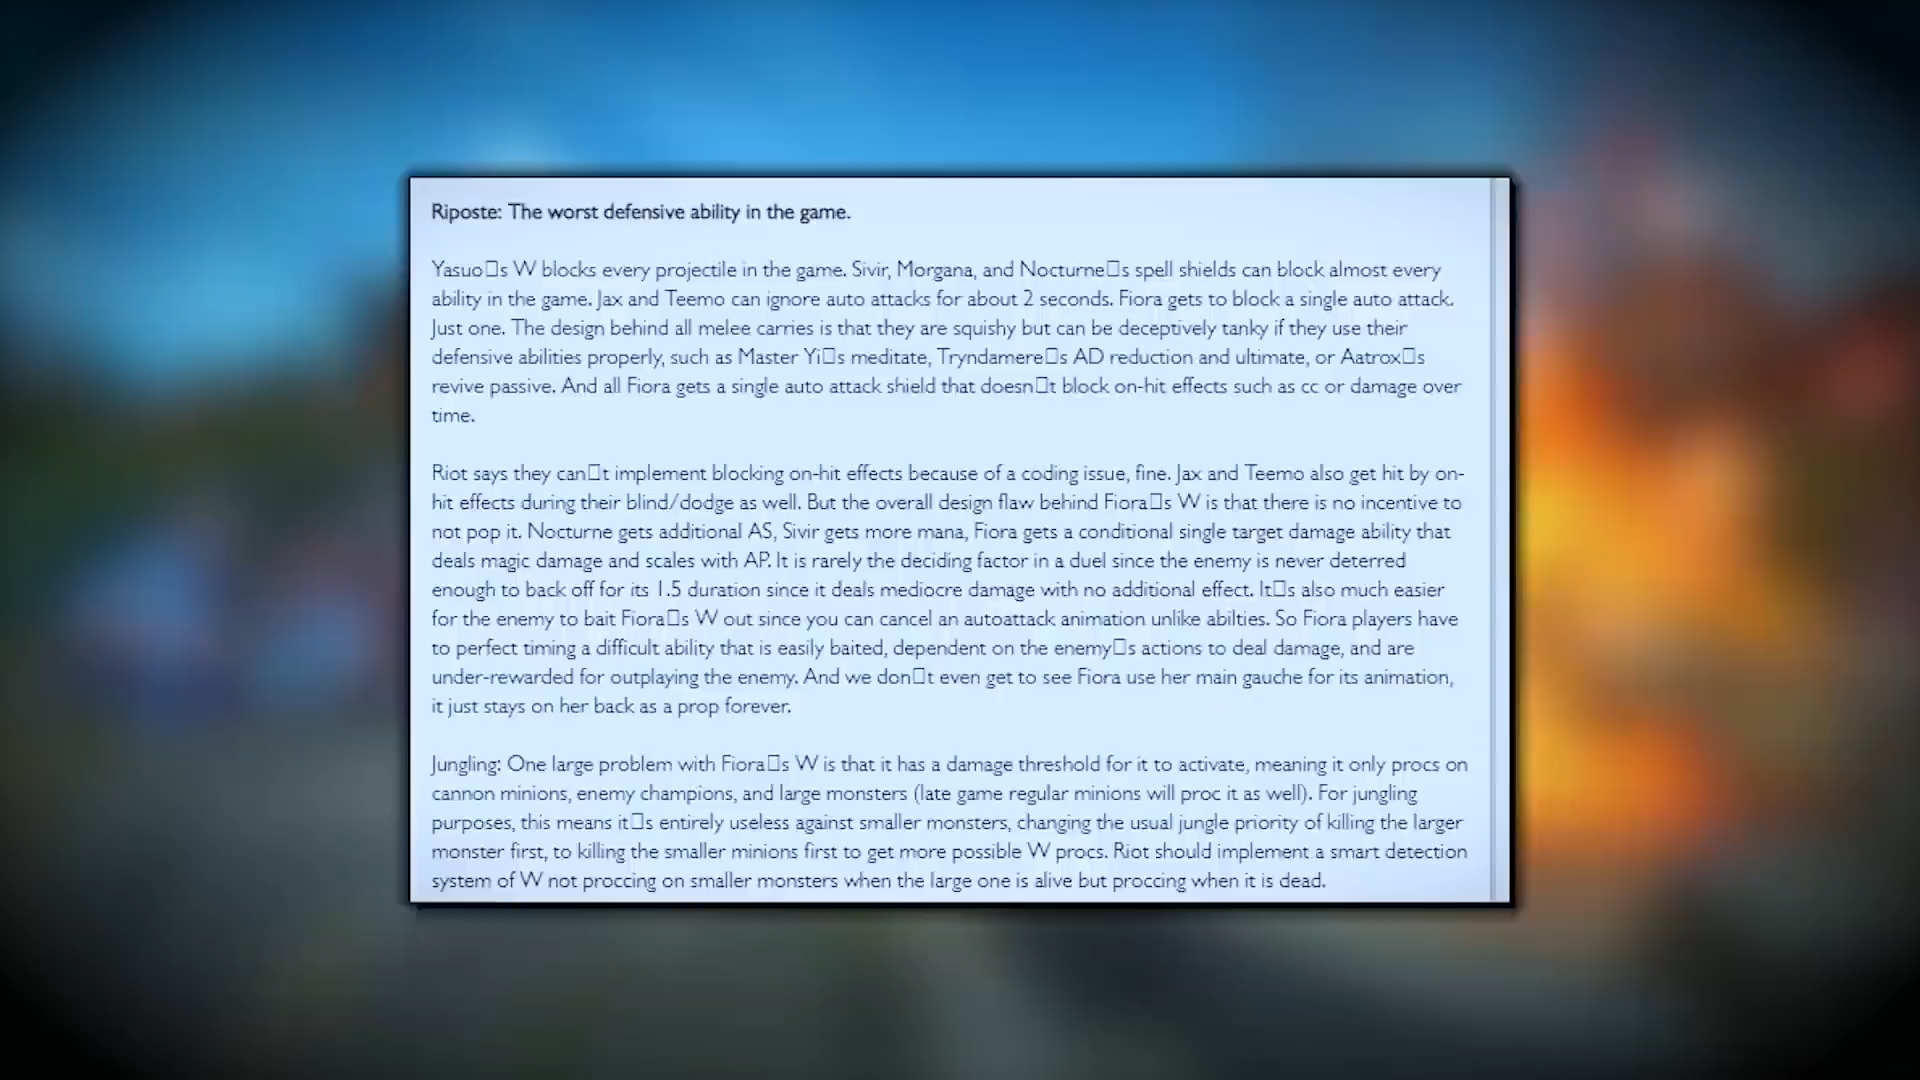 Riposte: The worst defensive ability in the game.
Yasuo□s W blocks every projectile in the game. Sivir, Morgana, and Nocturne□s spell shields can block almost every
ability in the game. Jax and Teemo can ignore auto attacks for about 2 seconds. Fiora gets to block a single auto attack.
Just one. The design behind all melee carries is that they are squishy but can be deceptively tanky if they use their
defensive abilities properly, such as Master Yi□s meditate, Tryndamere□s AD reduction and ultimate, or Aatrox□s
revive passive. And all Fiora gets a single auto attack shield that doesn□t block on-hit effects such as cc or damage over
time.
Riot says they can□t implement blocking on-hit effects because of a coding issue, fine. Jax and Teemo also get hit by on-
hit effects during their blind/dodge as well. But the overall design flaw behind Fiora□s W is that there is no incentive to
not pop it. Nocturne gets additional AS, Sivir gets more mana, Fiora gets a conditional single target damage ability that
deals magic damage and scales with AP. It is rarely the deciding factor in a duel since the enemy is never deterred
enough to back off for its 1.5 duration since it deals mediocre damage with no additional effect. It□s also much easier
for the enemy to bait Fiora□s W out since you can cancel an autoattack animation unlike abilties. So Fiora players have
to perfect timing a difficult ability that is easily baited, dependent on the enemy□s actions to deal damage, and are
under-rewarded for outplaying the enemy. And we don□t even get to see Fiora use her main gauche for its animation,
it just stays on her back as a prop forever.
Jungling: One large problem with Fiora□s W is that it has a damage threshold for it to activate, meaning it only procs on
cannon minions, enemy champions, and large monsters (late game regular minions will proc it as well). For jungling
purposes, this means it□s entirely useless against smaller monsters, changing the usual jungle priority of killing the larger
monster first, to killing the smaller minions first to get more possible W procs. Riot should implement a smart detection
system of W not proccing on smaller monsters when the large one is alive but proccing when it is dead.